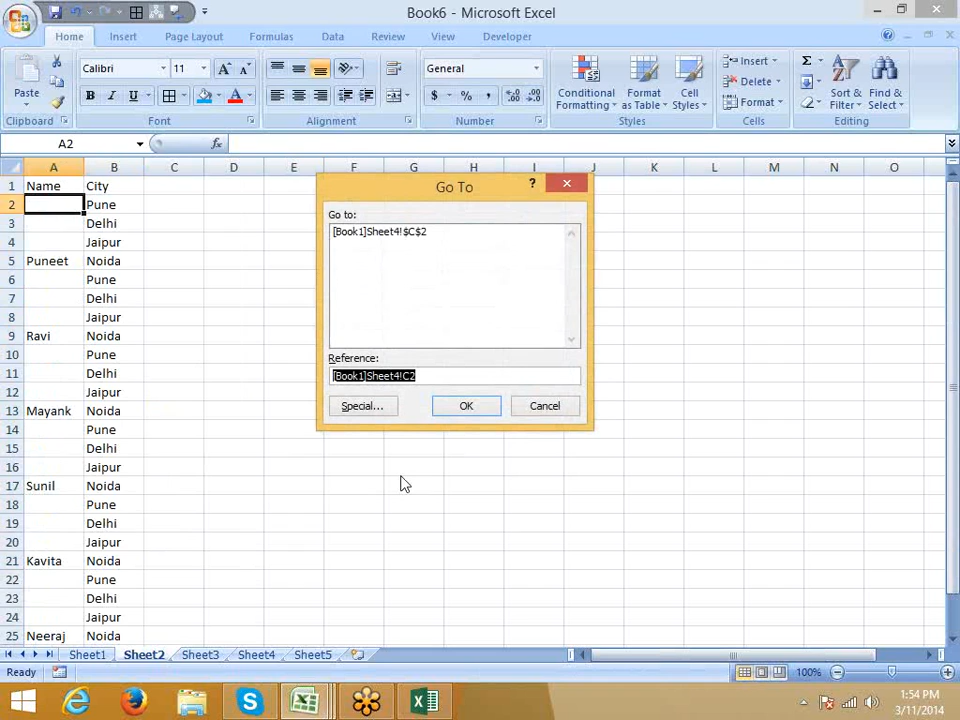 Book6 - Microsoft Excel
Home Insert Page Layout Formulas Data Review View Developer
Paste
Calibri 11
B I U
General
$ % ,
Conditional Formatting
Format as Table
Cell Styles
Insert
Delete
Format
Sort & Filter
Find & Select
Clipboard Font Alignment Number Styles Cells Editing
A2 fx
A B C D E F G H I J K L M N O
1 Name City
2 Pune
3 Delhi
4 Jaipur
5 Puneet Noida
6 Pune
7 Delhi
8 Jaipur
9 Ravi Noida
10 Pune
11 Delhi
12 Jaipur
13 Mayank Noida
14 Pune
15 Delhi
16 Jaipur
17 Sunil Noida
18 Pune
19 Delhi
20 Jaipur
21 Kavita Noida
22 Pune
23 Delhi
24 Jaipur
25 Neeraj Noida
Go To
?
Go to:
[Book1]Sheet4!$C$2
Reference:
[Book1]Sheet4!C2
Special... OK Cancel
Sheet1 Sheet2 Sheet3 Sheet4 Sheet5
Ready 100%
1:54 PM
3/11/2014